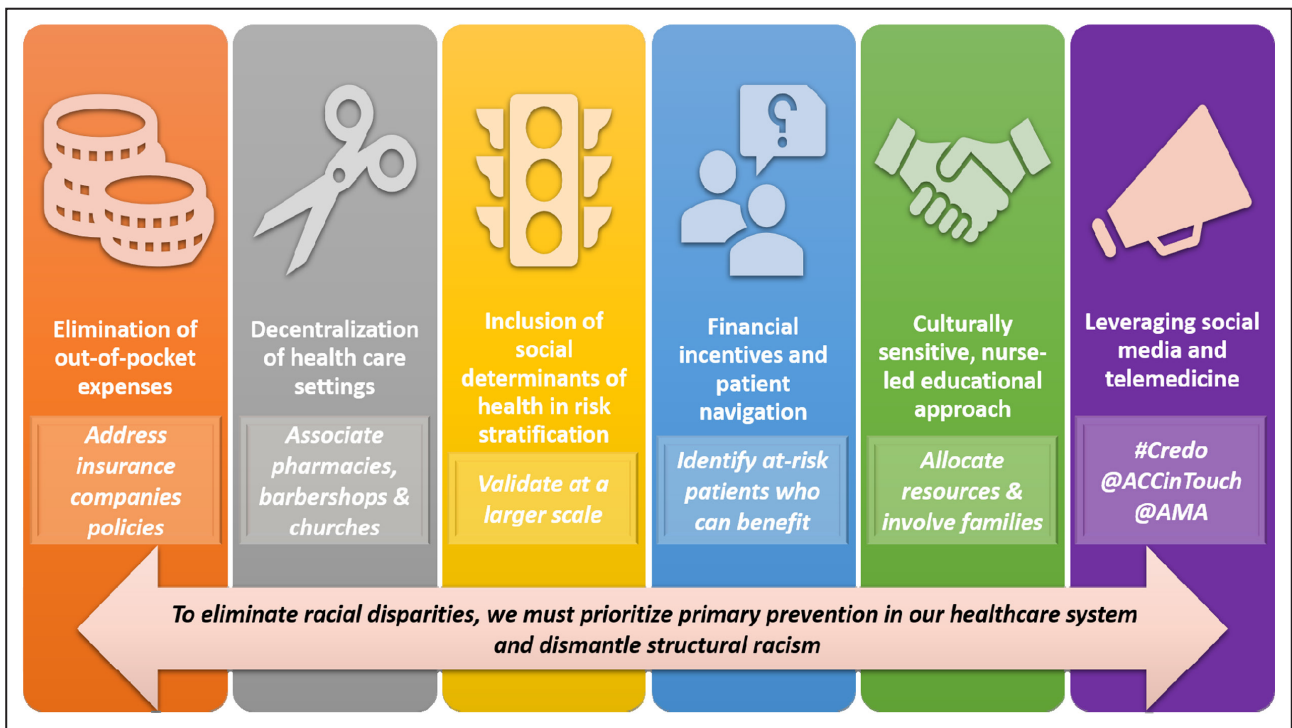 Elimination of
out-of-pocket
expenses
Address
insurance
companies
policies
Decentralization
of health care
settings
Associate
pharmacies,
barbershops &
churches
Inclusion of
social
determinants of
health in risk
stratification
Validate at a
larger scale
Financial
incentives and
patient
navigation
Identify at-risk
patients who
can benefit
Culturally
sensitive, nurse-
led educational
approach
Allocate
resources &
involve families
Leveraging social
media and
telemedicine
#Credo
@ACCinTouch
@AMA
To eliminate racial disparities, we must prioritize primary prevention in our healthcare system
and dismantle structural racism